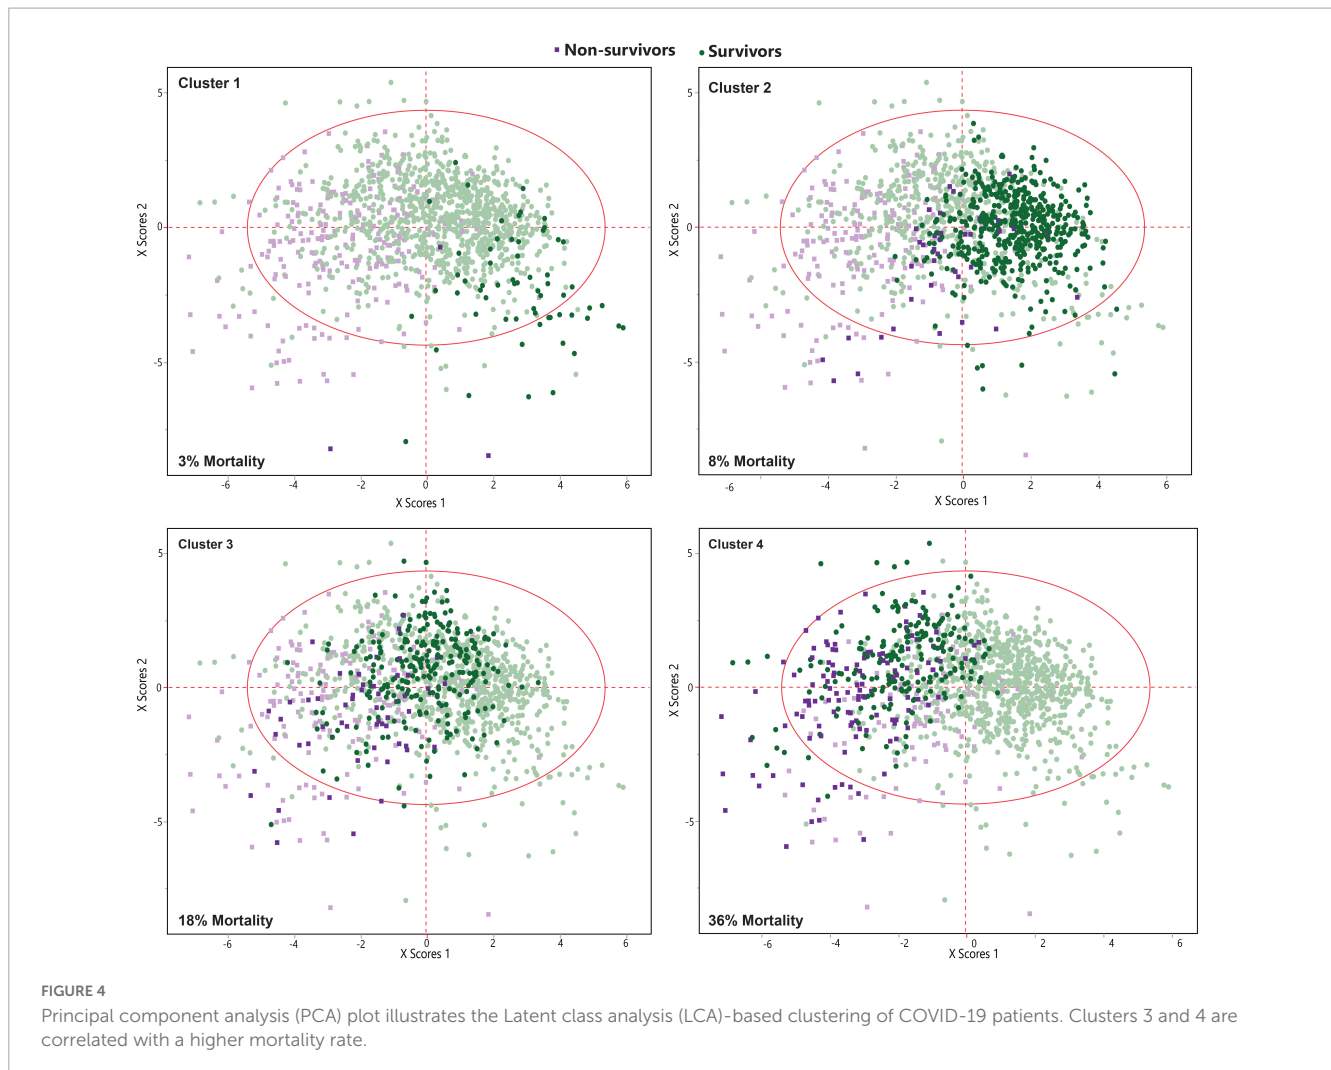 Non-survivors Survivors
Cluster 1
5
0
-5
X Scores 2
3% Mortality
-6 -4 -2 0 2 4 6
X Scores 1
Cluster 2
5
0
-5
X Scores 2
8% Mortality
-6 -4 -2 0 2 4 6
X Scores 1
Cluster 3
5
0
-5
X Scores 2
18% Mortality
-6 -4 -2 0 2 4 6
X Scores 1
Cluster 4
5
0
-5
X Scores 2
36% Mortality
-6 -4 -2 0 2 4 6
X Scores 1
FIGURE 4
Principal component analysis (PCA) plot illustrates the Latent class analysis (LCA)-based clustering of COVID-19 patients. Clusters 3 and 4 are
correlated with a higher mortality rate.